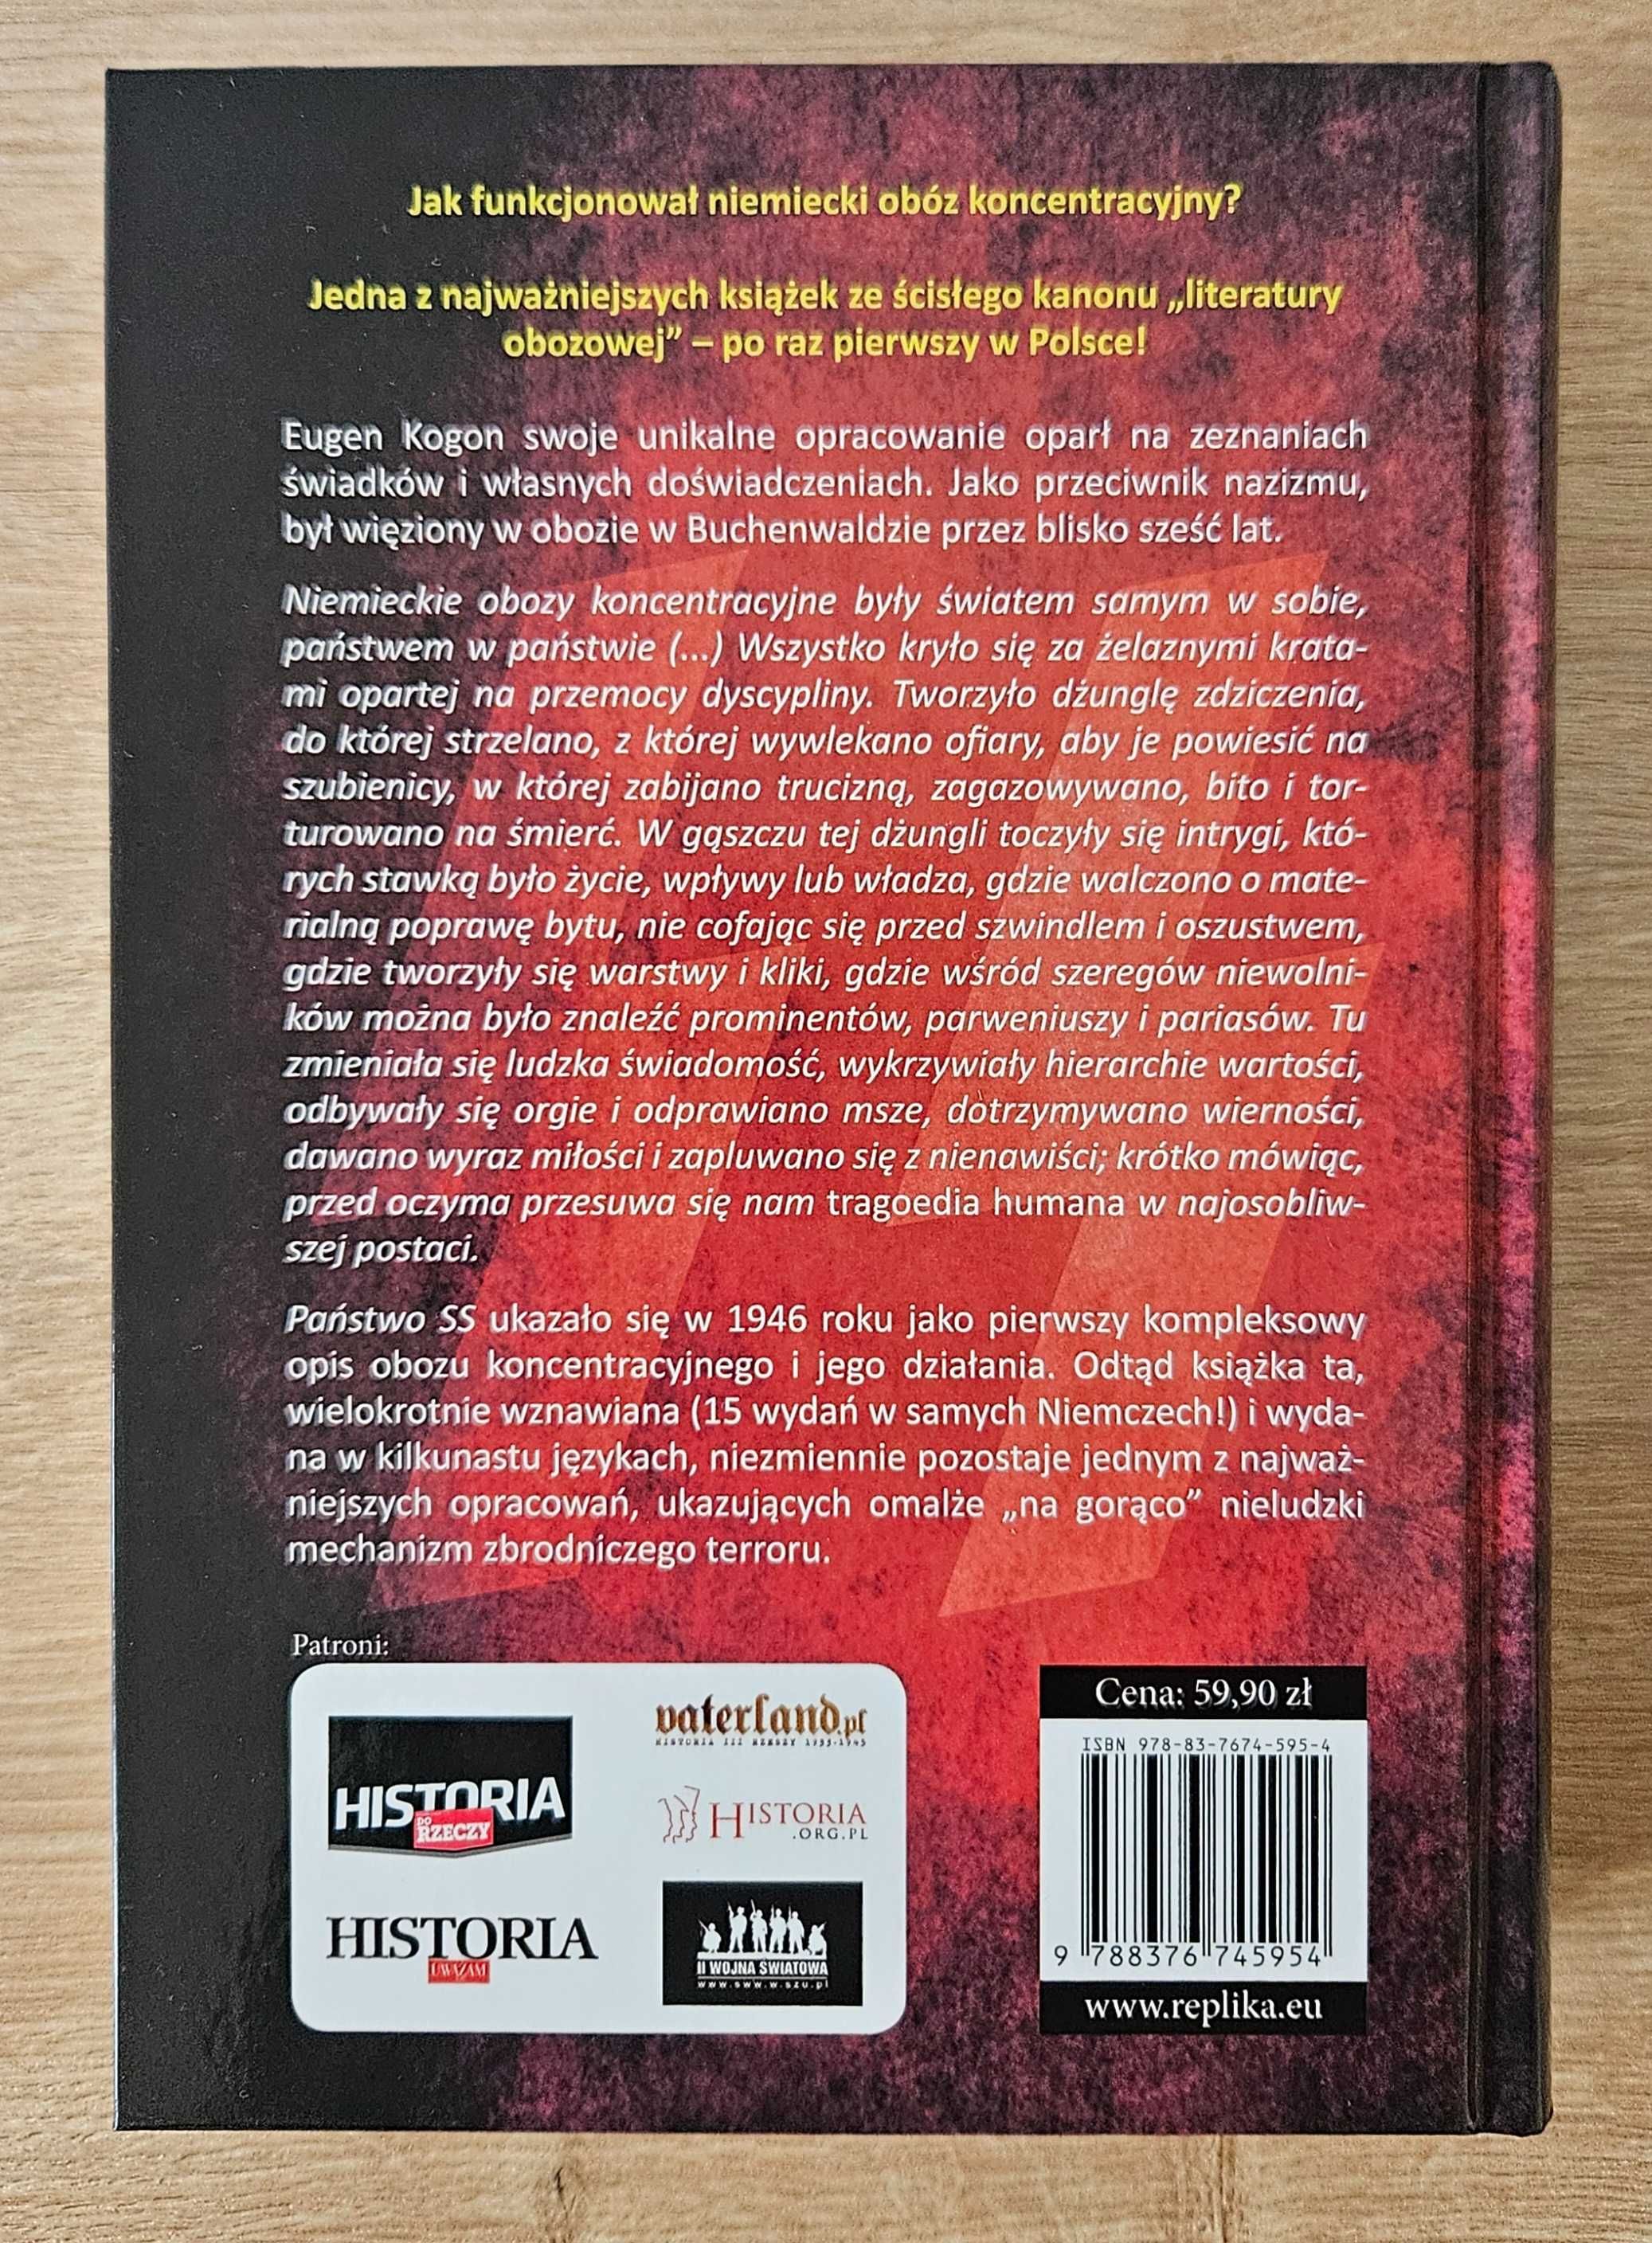 Jak funkcjonował niemiecki obóz koncentracyjny?
Jedna z najważniejszych książek ze ścisłego kanonu „literatury
obozowej” – po raz pierwszy w Polsce!
Eugen Kogon swoje unikalne opracowanie oparł na zeznaniach
świadków i własnych doświadczeniach. Jako przeciwnik nazizmu,
był więziony w obozie w Buchenwaldzie przez blisko sześć lat.
Niemieckie obozy koncentracyjne były światem samym w sobie,
państwem w państwie (...) Wszystko kryło się za żelaznymi krata-
mi opartej na przemocy dyscypliny. Tworzyło dżunglę zdziczenia,
do której strzelano, z której wywlekano ofiary, aby je powiesić na
szubienicy, w której zabijano trucizną, zagazowywano, bito i tor-
turowano na śmierć. W gąszczu tej dżungli toczyły się intrygi, któ-
rych stawką było życie, wpływy lub władza, gdzie walczono o mate-
rialną poprawę bytu, nie cofając się przed szwindlem i oszustwem,
gdzie tworzyły się warstwy i kliki, gdzie wśród szeregów niewolni-
ków można było znaleźć prominentów, parweniuszy i pariasów. Tu
zmieniała się ludzka świadomość, wykrzywiały hierarchie wartości,
odbywały się orgie i odprawiano msze, dotrzymywano wierności,
dawano wyraz miłości i zapluwano się z nienawiści; krótko mówiąc,
przed oczyma przesuwa się nam tragoedia humana w najosobliw-
szej postaci.
Państwo SS ukazało się w 1946 roku jako pierwszy kompleksowy
opis obozu koncentracyjnego i jego działania. Odtąd książka ta,
wielokrotnie wznawiana (15 wydań w samych Niemczech!) i wyda-
na w kilkunastu językach, niezmiennie pozostaje jednym z najważ-
niejszych opracowań, ukazujących omalże „na gorąco” nieludzki
mechanizm zbrodniczego terroru.
Patroni:
HISTORIA
DO
RZECZY
vaterland.pl
HISTORIA III RZESZY 1933-1945
HISTORIA
.ORG.PL
HISTORIA
UWAŻAM
II WOJNA ŚWIATOWA
www.sww.w.szu.pl
Cena: 59,90 zł
ISBN 978-83-7674-595-4
9 788376 745954
www.replika.eu